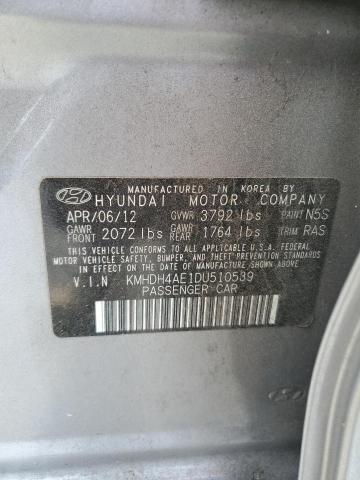 MANUFACTURED IN KOREA BY
HYUNDAI MOTOR COMPANY
APR/06/12 GVWR 3792 lbs PAINT N5S
GAWR FRONT 2072 lbs GAWR REAR 1764 lbs TRIM RAS
THIS VEHICLE CONFORMS TO ALL APPLICABLE U.S.A. FEDERAL
MOTOR VEHICLE SAFETY, BUMPER, AND THEFT PREVENTION
STANDARDS IN EFFECT ON THE DATE OF MANUFACTURE SHOWN ABOVE.
V.I.N KMHDH4AE1DU510539
PASSENGER CAR